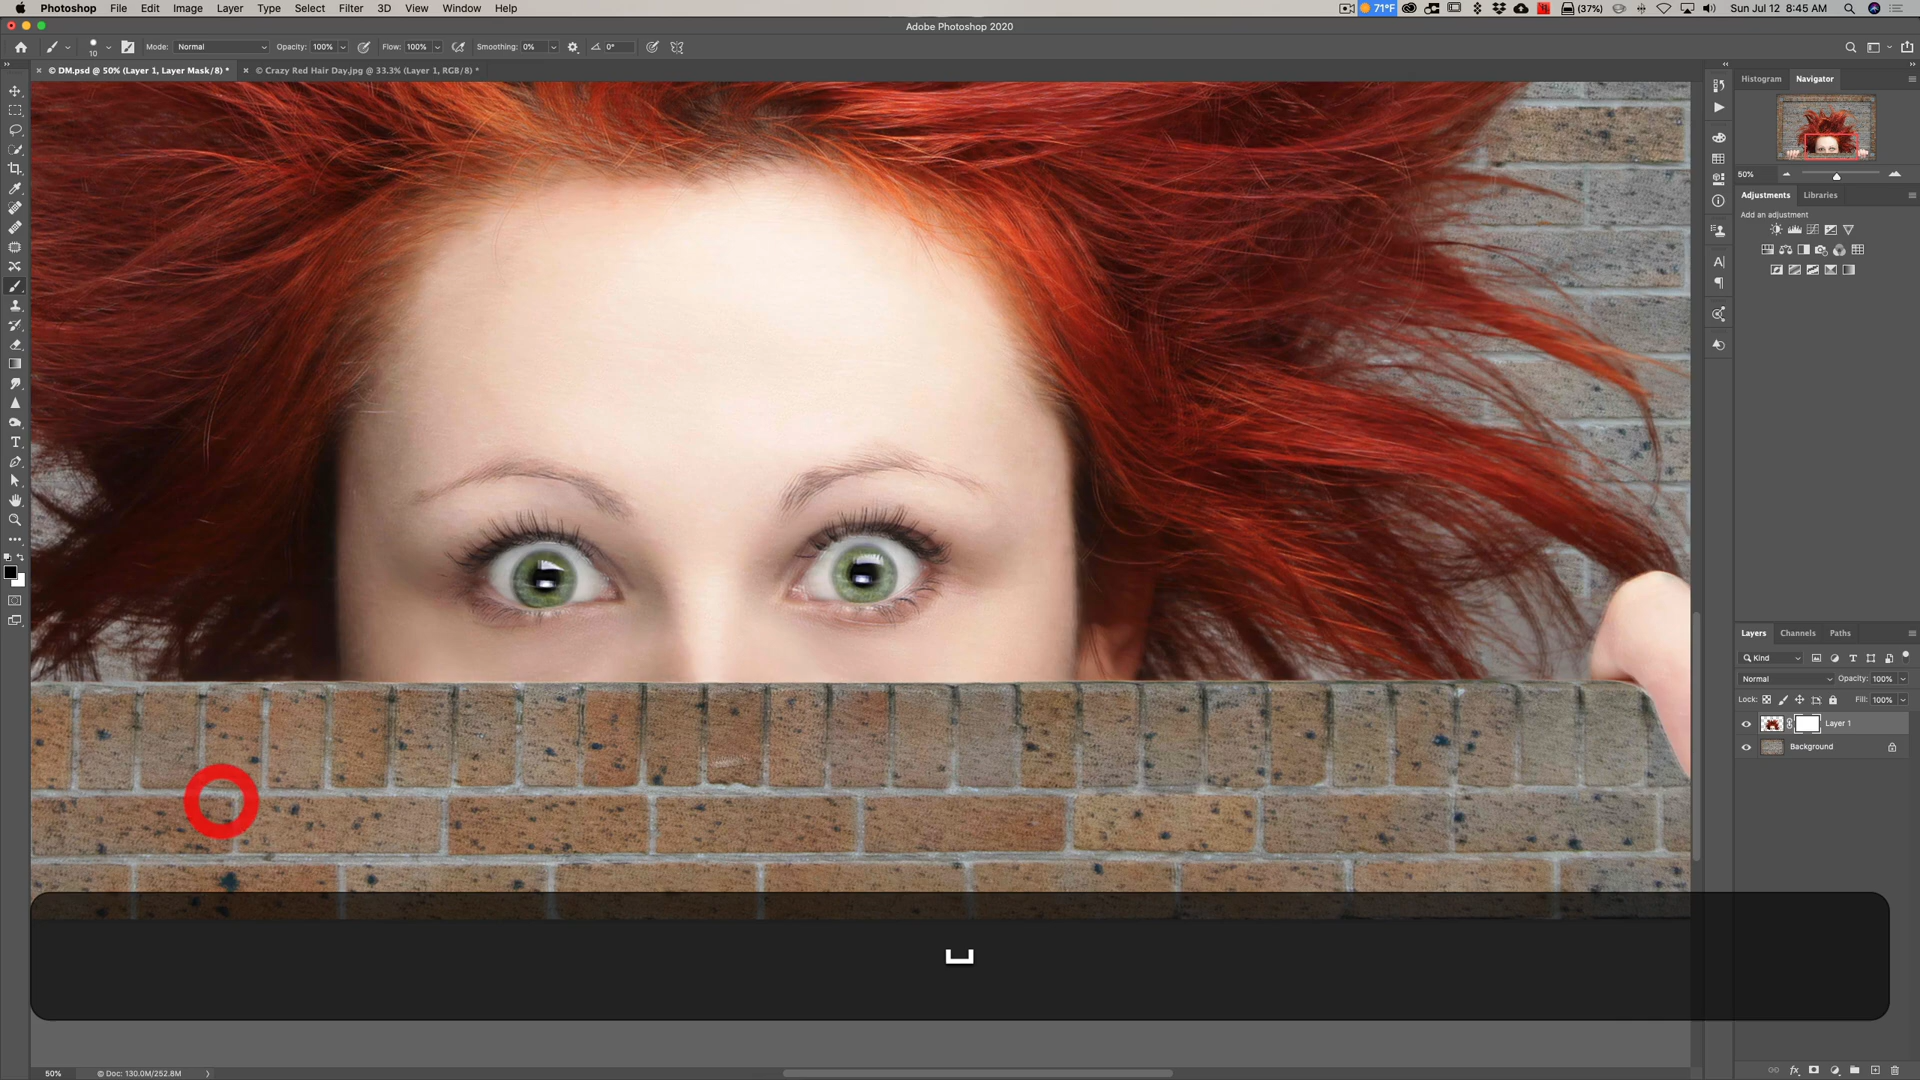 Photoshop File Edit Image Layer Type Select Filter 3D View Window Help 71°F (37%) Sun Jul 12 8:45 AM
Adobe Photoshop 2020
10 Mode: Normal Opacity: 100% Flow: 100% Smoothing: 0% 0°
× © DM.psd @ 50% (Layer 1, Layer Mask/8) * × © Crazy Red Hair Day.jpg @ 33.3% (Layer 1, RGB/8) *
Histogram Navigator
50%
Adjustments Libraries
Add an adjustment
Layers Channels Paths
Kind
Normal Opacity: 100%
Lock: Fill: 100%
Layer 1
Background
50% Doc: 130.0M/252.8M